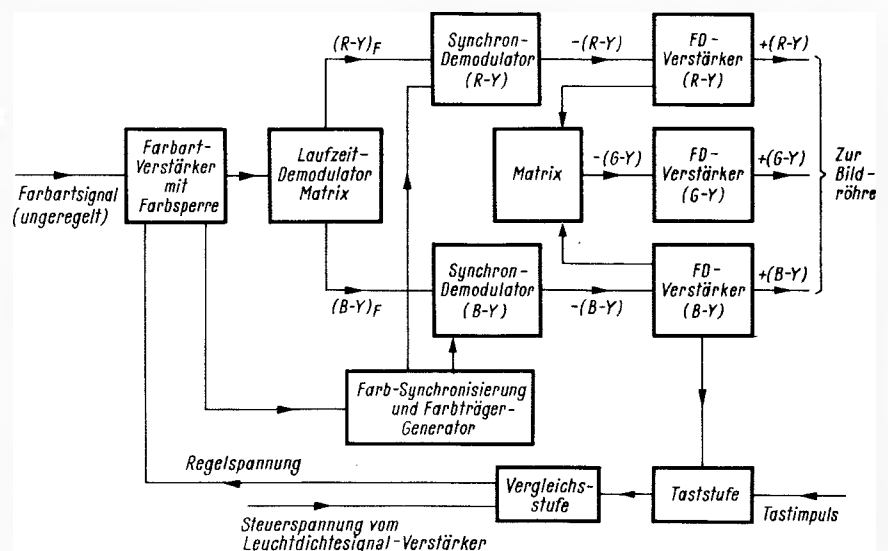 (R-Y)F
Synchron-
Demodulator
(R-Y)
-(R-Y)
FD-
Verstärker
(R-Y)
+(R-Y)
Farbartsignal
(ungeregelt)
Farbart-
Verstärker
mit
Farbsperre
Laufzeit-
Demodulator
Matrix
Matrix
-(G-Y)
FD-
Verstärker
(G-Y)
+(G-Y)
Zur
Bild-
röhre
(B-Y)F
Synchron-
Demodulator
(B-Y)
-(B-Y)
FD-
Verstärker
(B-Y)
+(B-Y)
Farb-Synchronisierung
und Farbträger-
Generator
Regelspannung
Vergleichs-
stufe
Taststufe
Tastimpuls
Steuerspannung vom
Leuchtdichtesignal-Verstärker